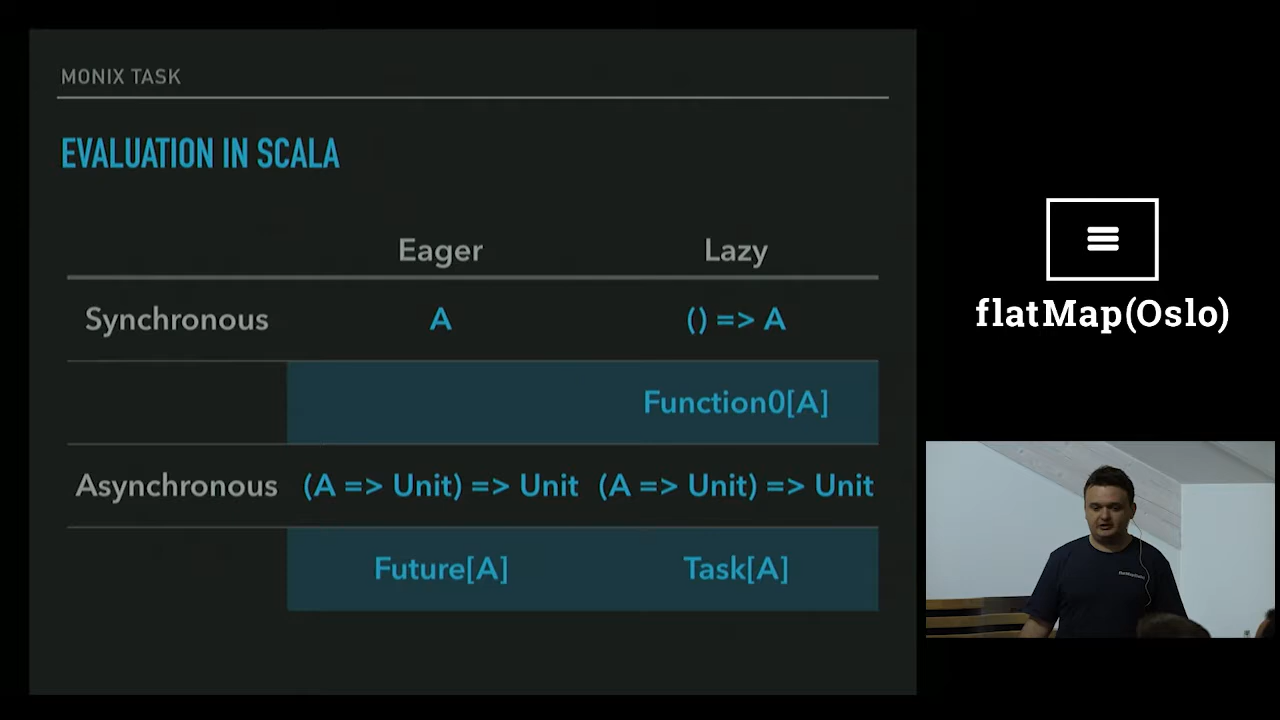 MONIX TASK
EVALUATION IN SCALA
Eager Lazy
Synchronous A () => A
Function0[A]
Asynchronous (A => Unit) => Unit (A => Unit) => Unit
Future[A] Task[A]
flatMap(Oslo)